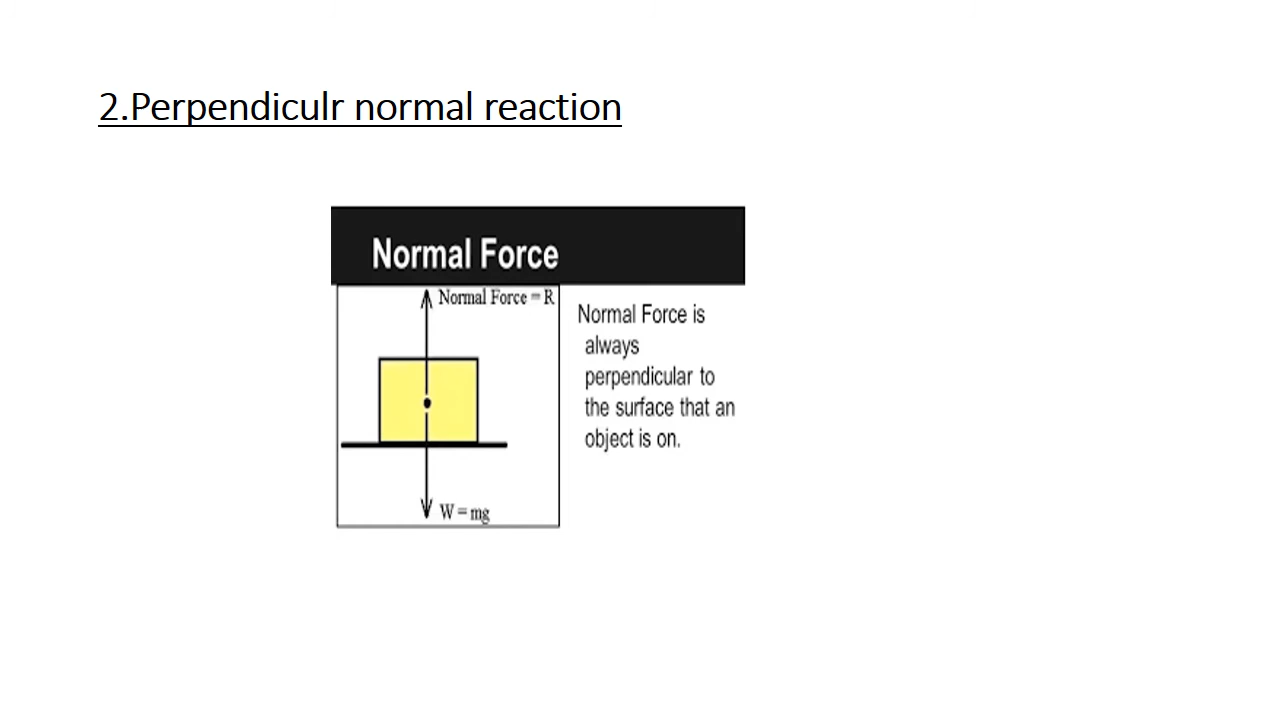 2.Perpendiculr normal reaction
Normal Force
Normal Force = R
W = mg
Normal Force is
always
perpendicular to
the surface that an
object is on.